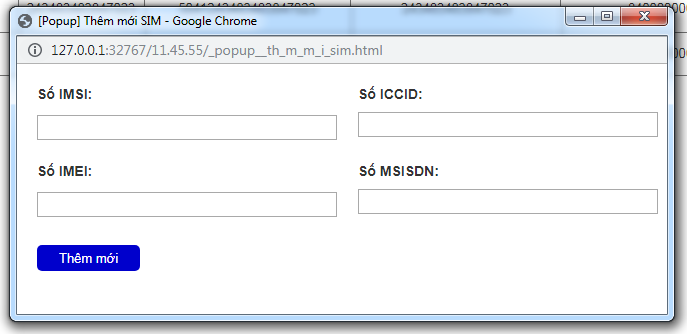 [Popup] Thêm mới SIM - Google Chrome
127.0.0.1:32767/11.45.55/_popup__th_m_m_i_sim.html
Số IMSI:
Số ICCID:
Số IMEI:
Số MSISDN:
Thêm mới